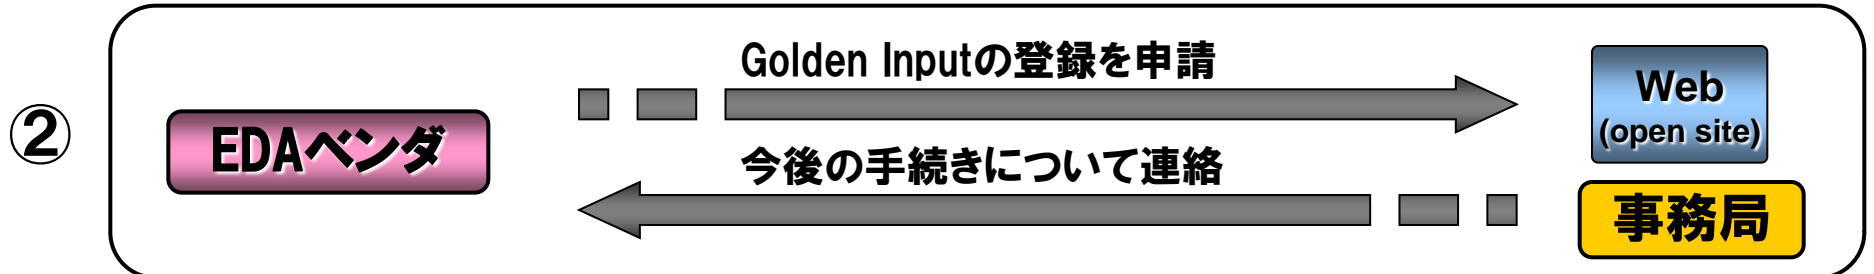 ②
Golden Inputの登録を申請
EDAベンダ
今後の手続きについて連絡
Web
(open site)
事務局